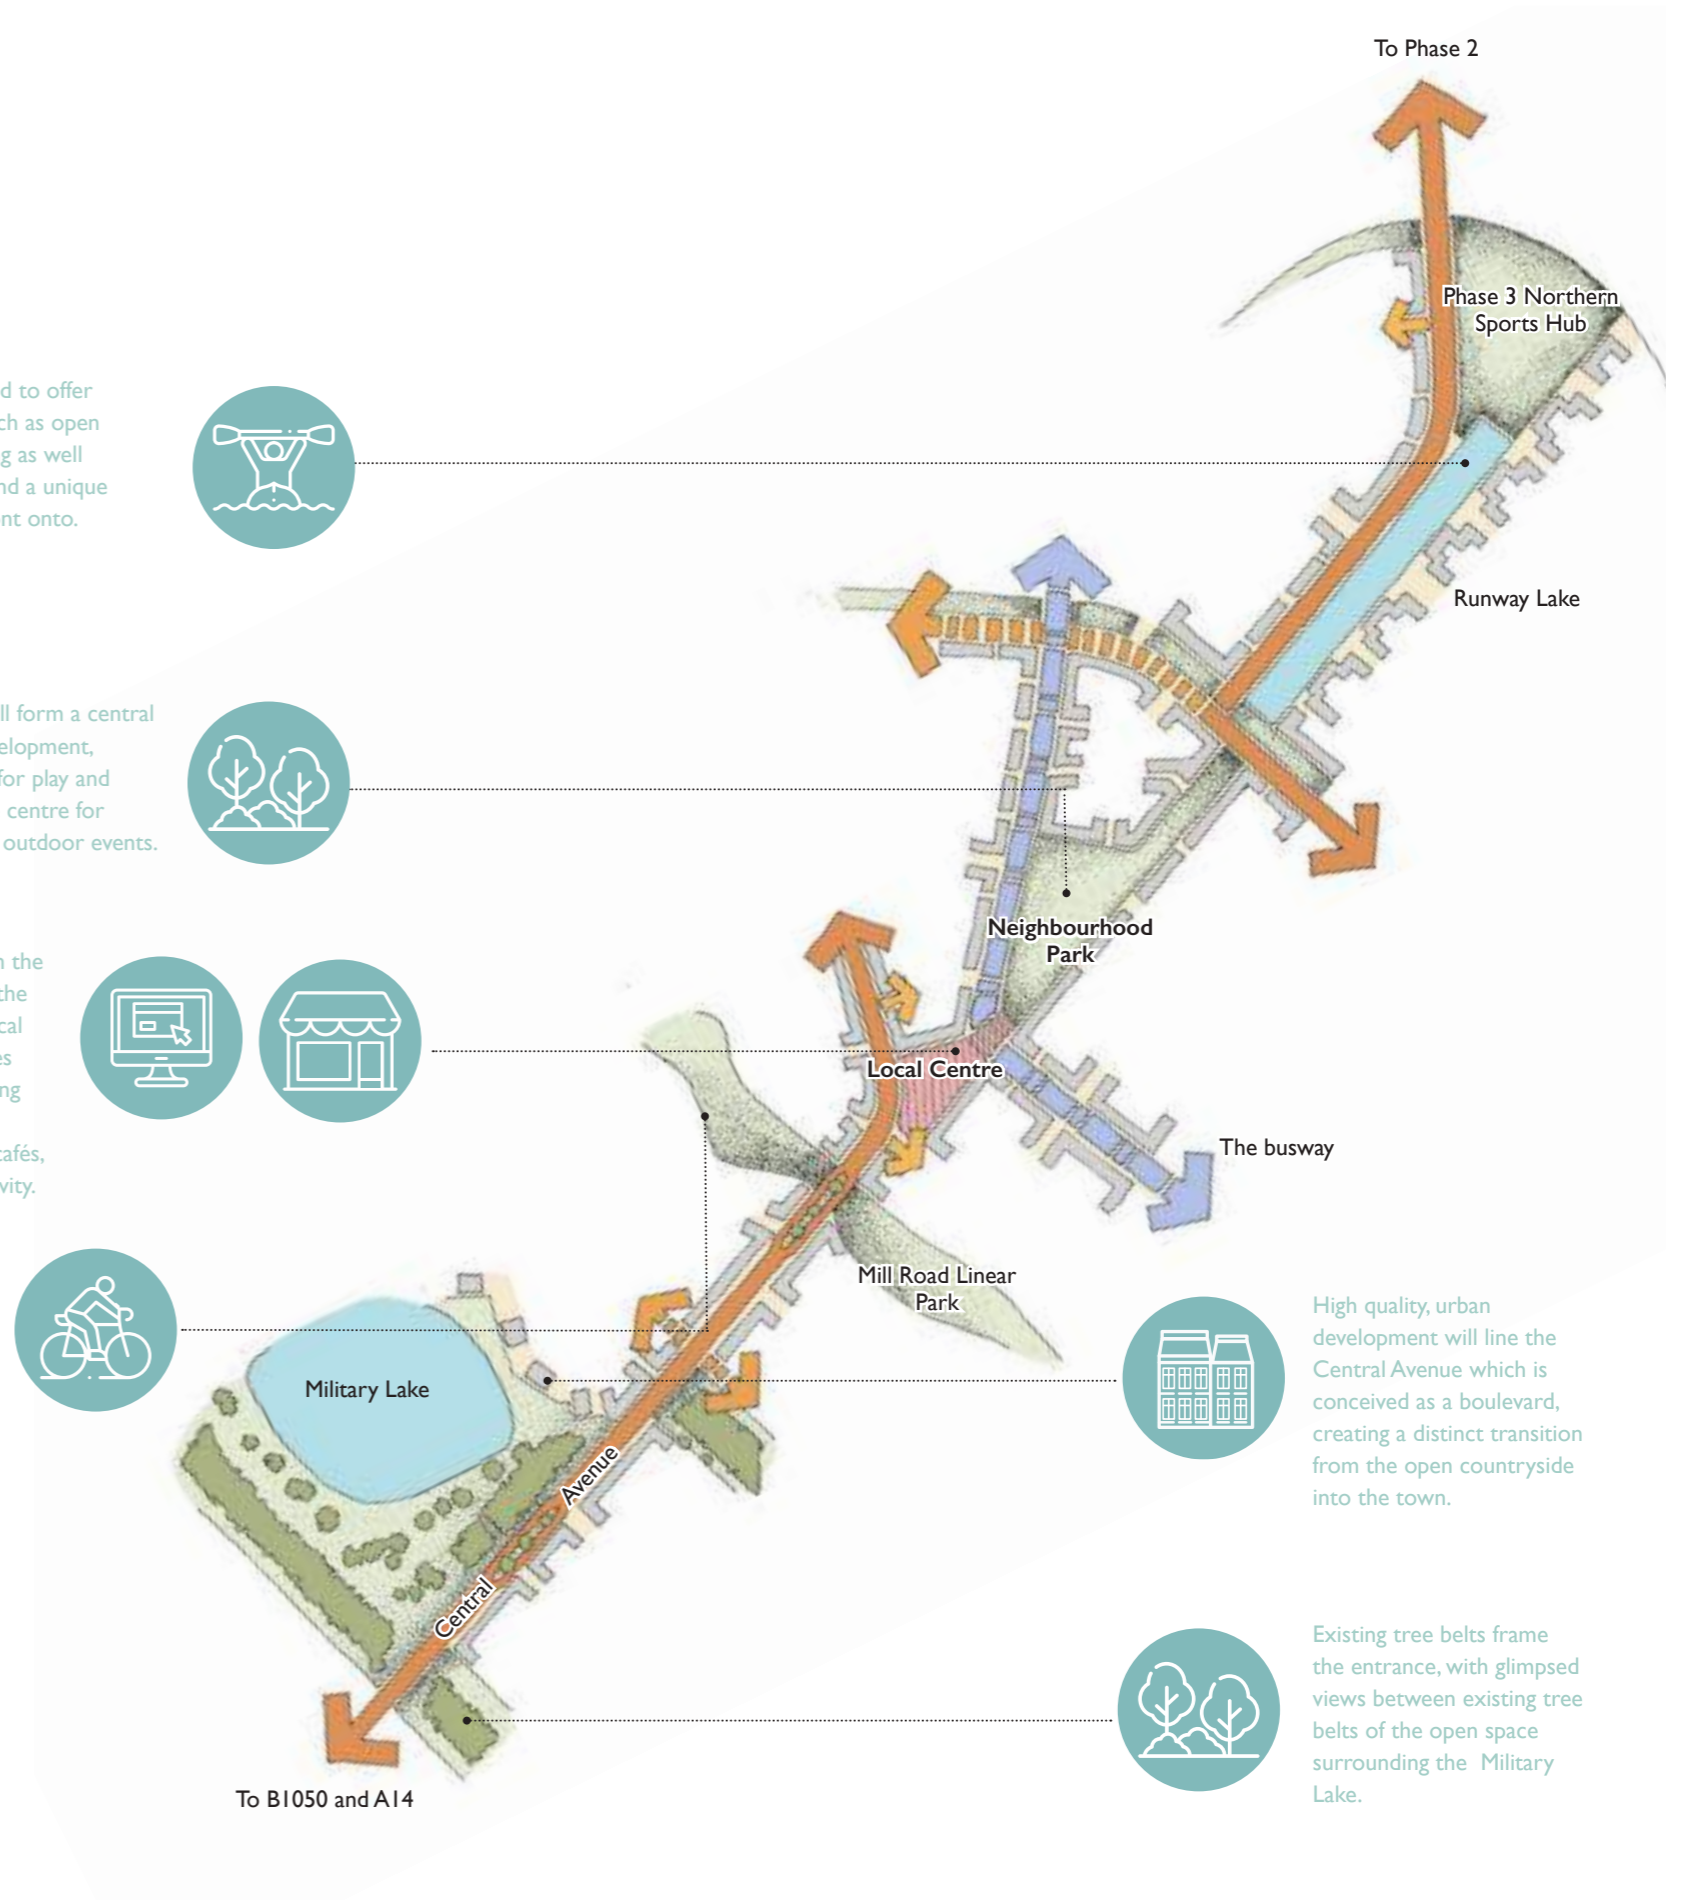 To Phase 2
Phase 3 Northern
Sports Hub
d to offer
ch as open
g as well
nd a unique
nt onto.
Runway Lake
ll form a central
elopment,
for play and
centre for
outdoor events.
Neighbourhood
Park
n the
the
cal
es
ng
afés,
vity.
Local Centre
The busway
Mill Road Linear
Park
Military Lake
High quality, urban
development will line the
Central Avenue which is
conceived as a boulevard,
creating a distinct transition
from the open countryside
into the town.
Central Avenue
Existing tree belts frame
the entrance, with glimpsed
views between existing tree
belts of the open space
surrounding the Military
Lake.
To B1050 and A14